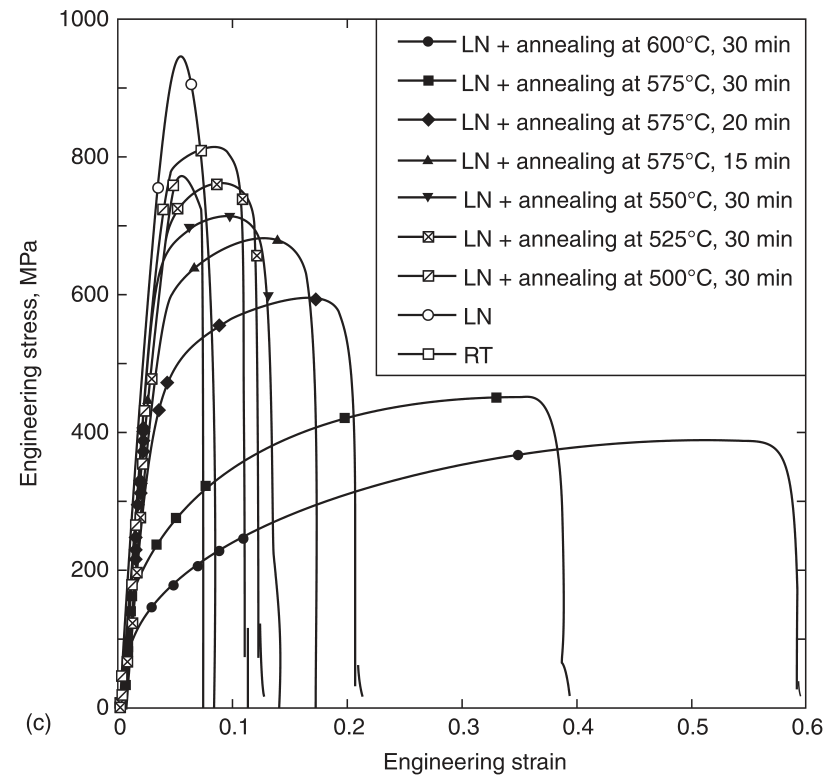 1000
800
600
400
200
0
Engineering stress, MPa
LN + annealing at 600°C, 30 min
LN + annealing at 575°C, 30 min
LN + annealing at 575°C, 20 min
LN + annealing at 575°C, 15 min
LN + annealing at 550°C, 30 min
LN + annealing at 525°C, 30 min
LN + annealing at 500°C, 30 min
LN
RT
0 0.1 0.2 0.3 0.4 0.5 0.6
(c)
Engineering strain